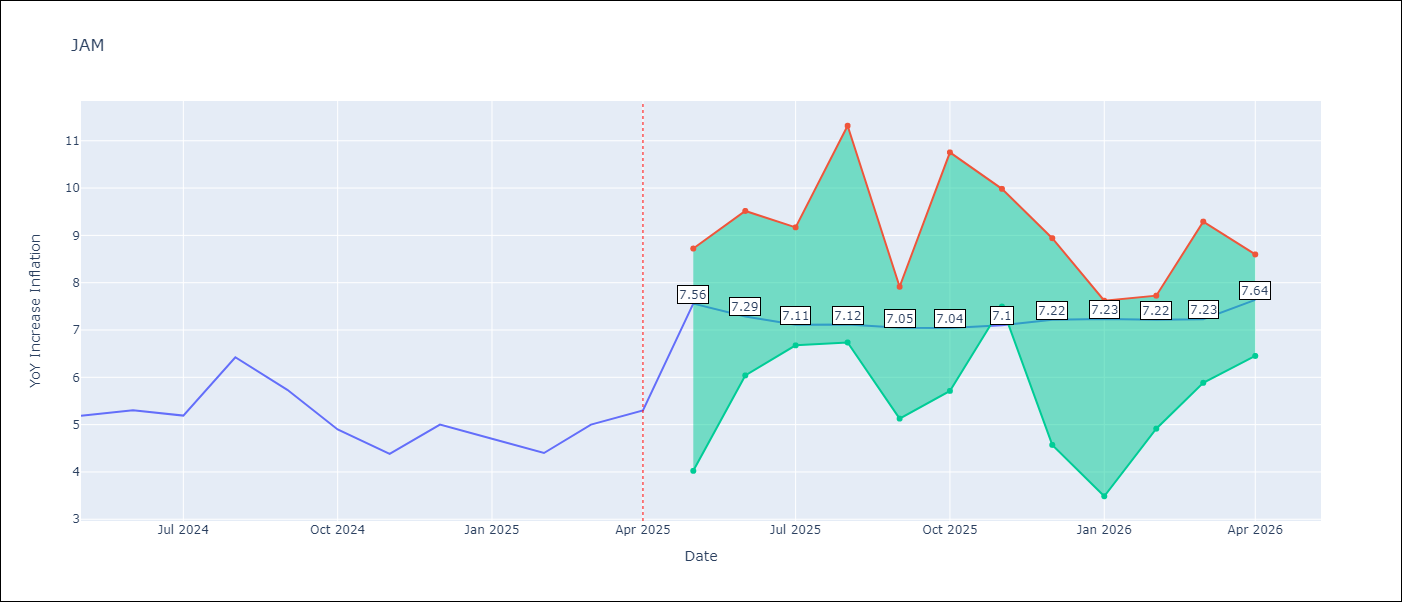 JAM
YoY Increase Inflation
11
10
9
8
7
6
5
4
3
7.56
7.29
7.11
7.12
7.05
7.04
7.1
7.22
7.23
7.22
7.23
7.64
Jul 2024
Oct 2024
Jan 2025
Apr 2025
Jul 2025
Oct 2025
Jan 2026
Apr 2026
Date